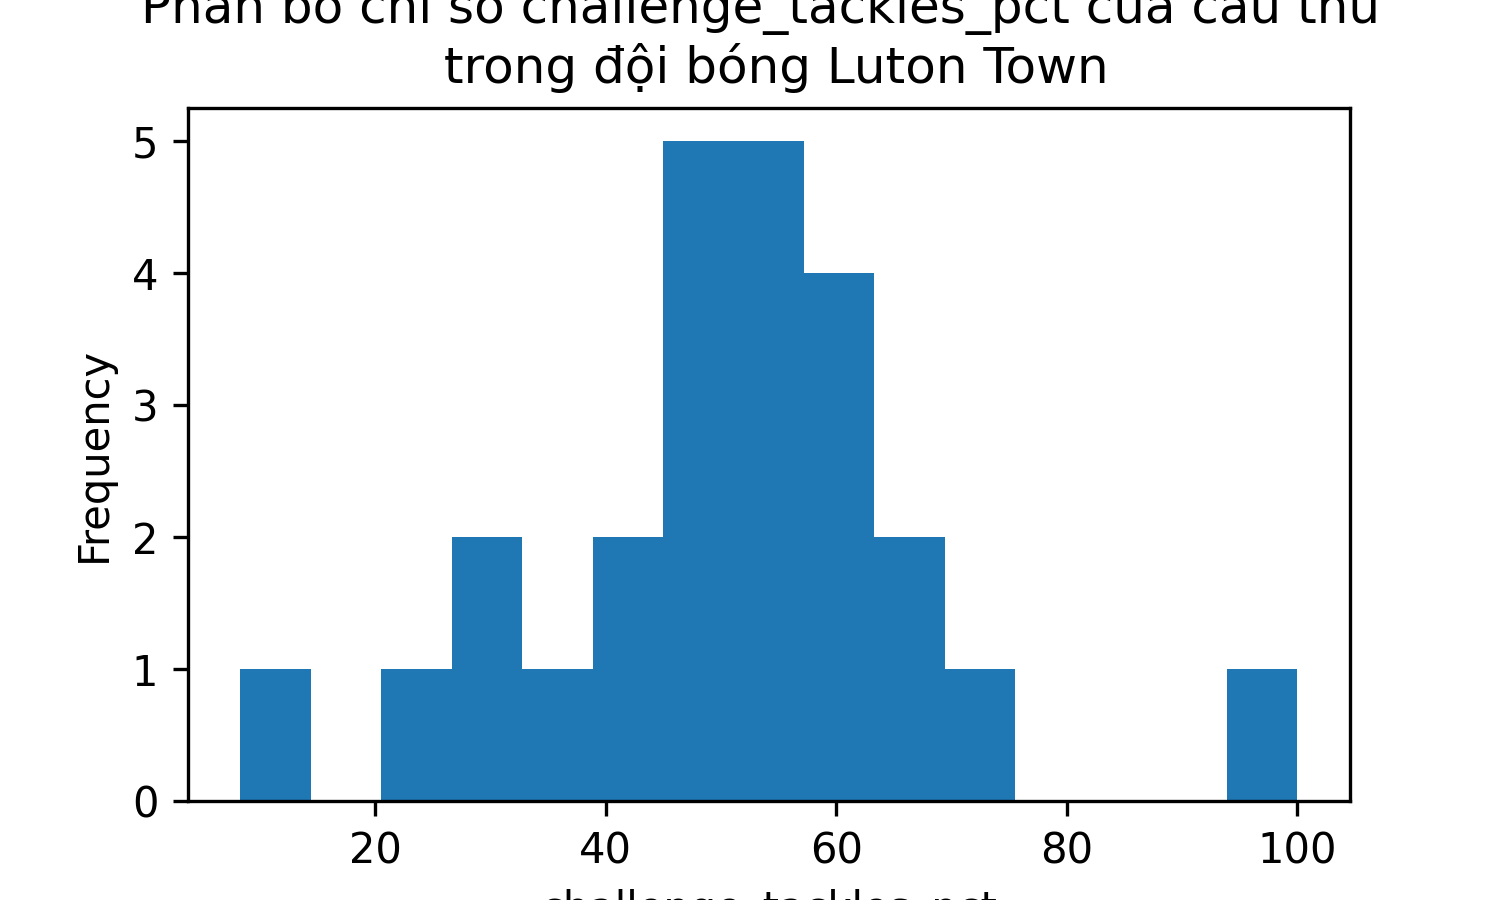 Phân bố chỉ số challenge_tackles_pct của cầu thủ
trong đội bóng Luton Town
5
4
3
2
1
0
Frequency
20 40 60 80 100
challenge_tackles_pct